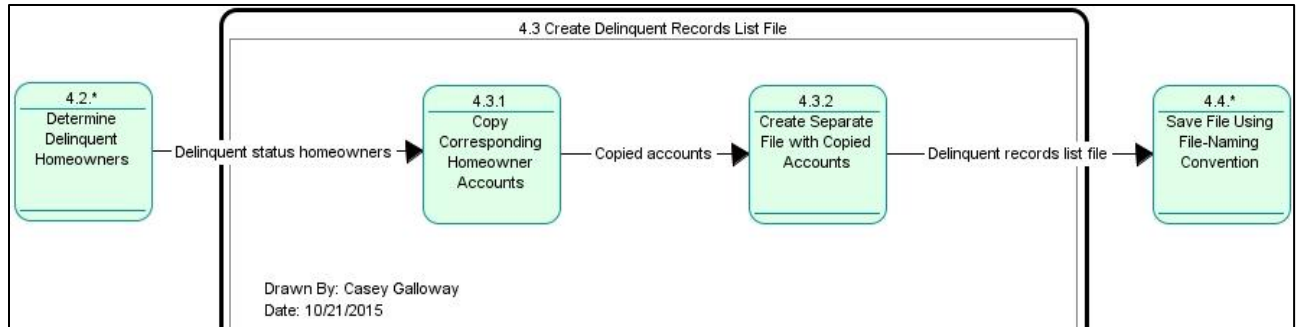 4.3 Create Delinquent Records List File
4.2.*
Determine
Delinquent
Homeowners
Delinquent status homeowners
4.3.1
Copy
Corresponding
Homeowner
Accounts
Copied accounts
4.3.2
Create Separate
File with Copied
Accounts
Delinquent records list file
4.4.*
Save File Using
File-Naming
Convention
Drawn By: Casey Galloway
Date: 10/21/2015